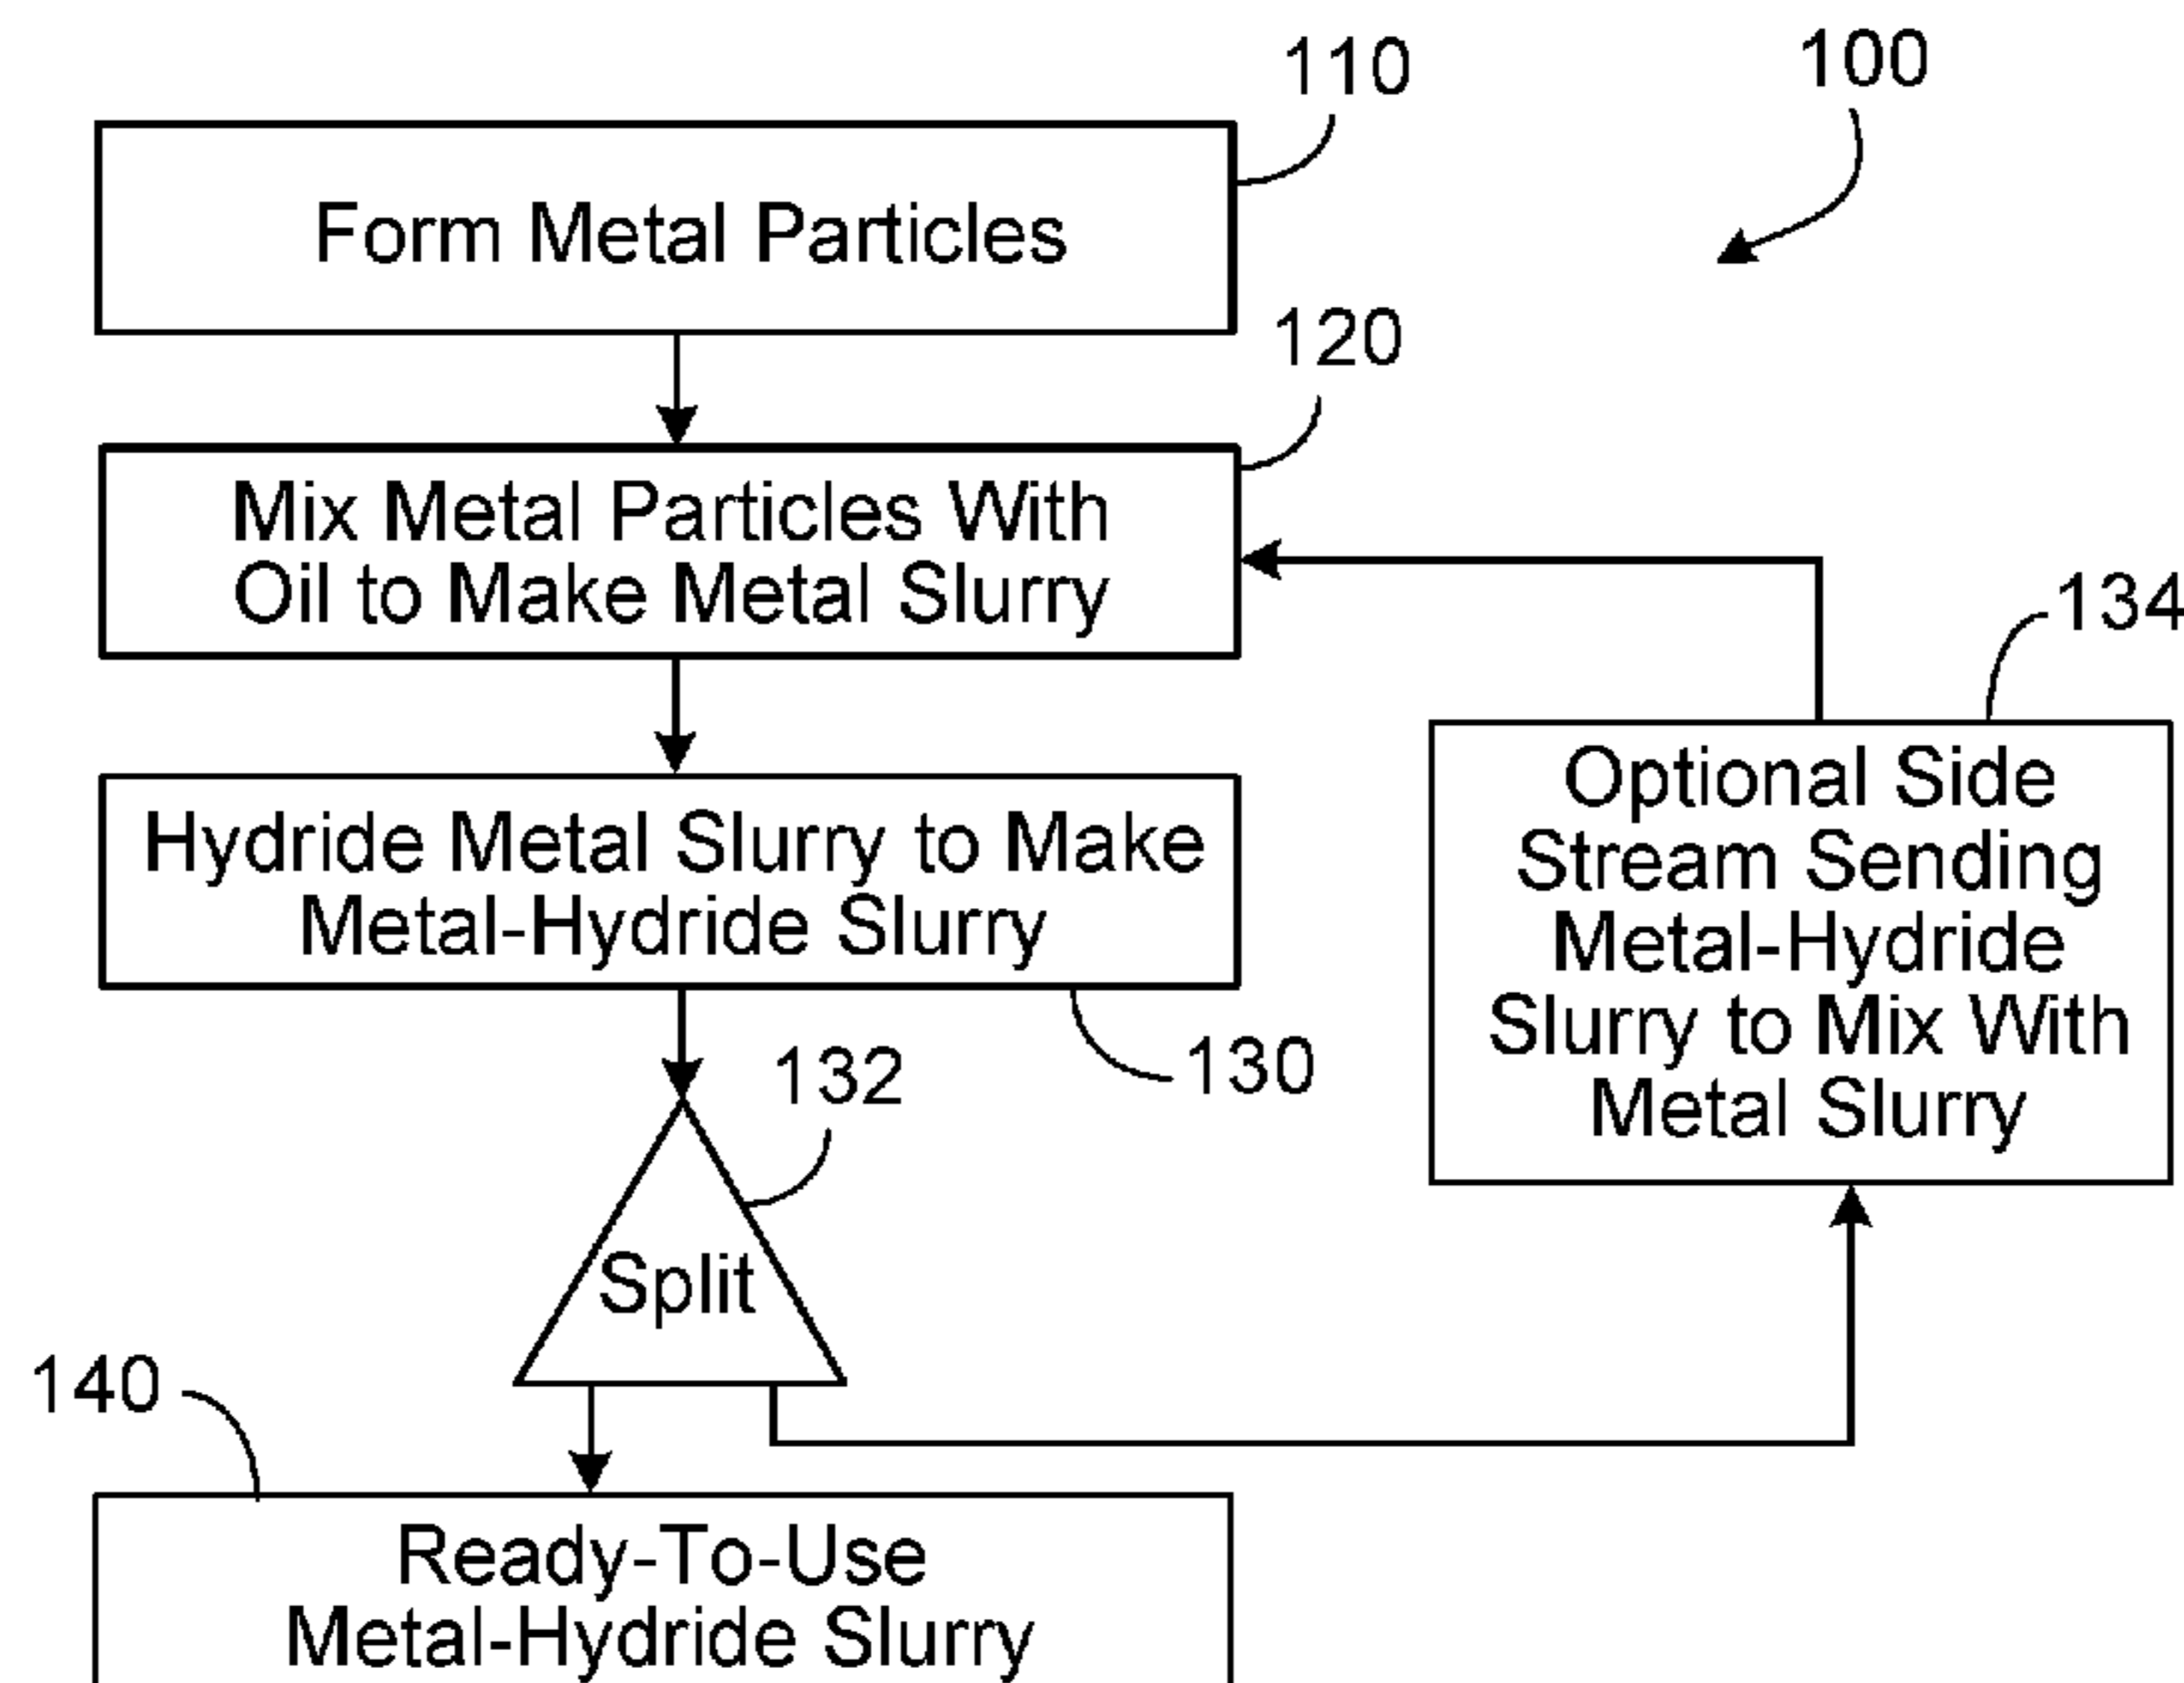 110
100
Form Metal Particles
120
Mix Metal Particles With
Oil to Make Metal Slurry
134
Hydride Metal Slurry to Make
Metal-Hydride Slurry
Optional Side
Stream Sending
Metal-Hydride
Slurry to Mix With
Metal Slurry
130
132
Split
140
Ready-To-Use
Metal-Hydride Slurry